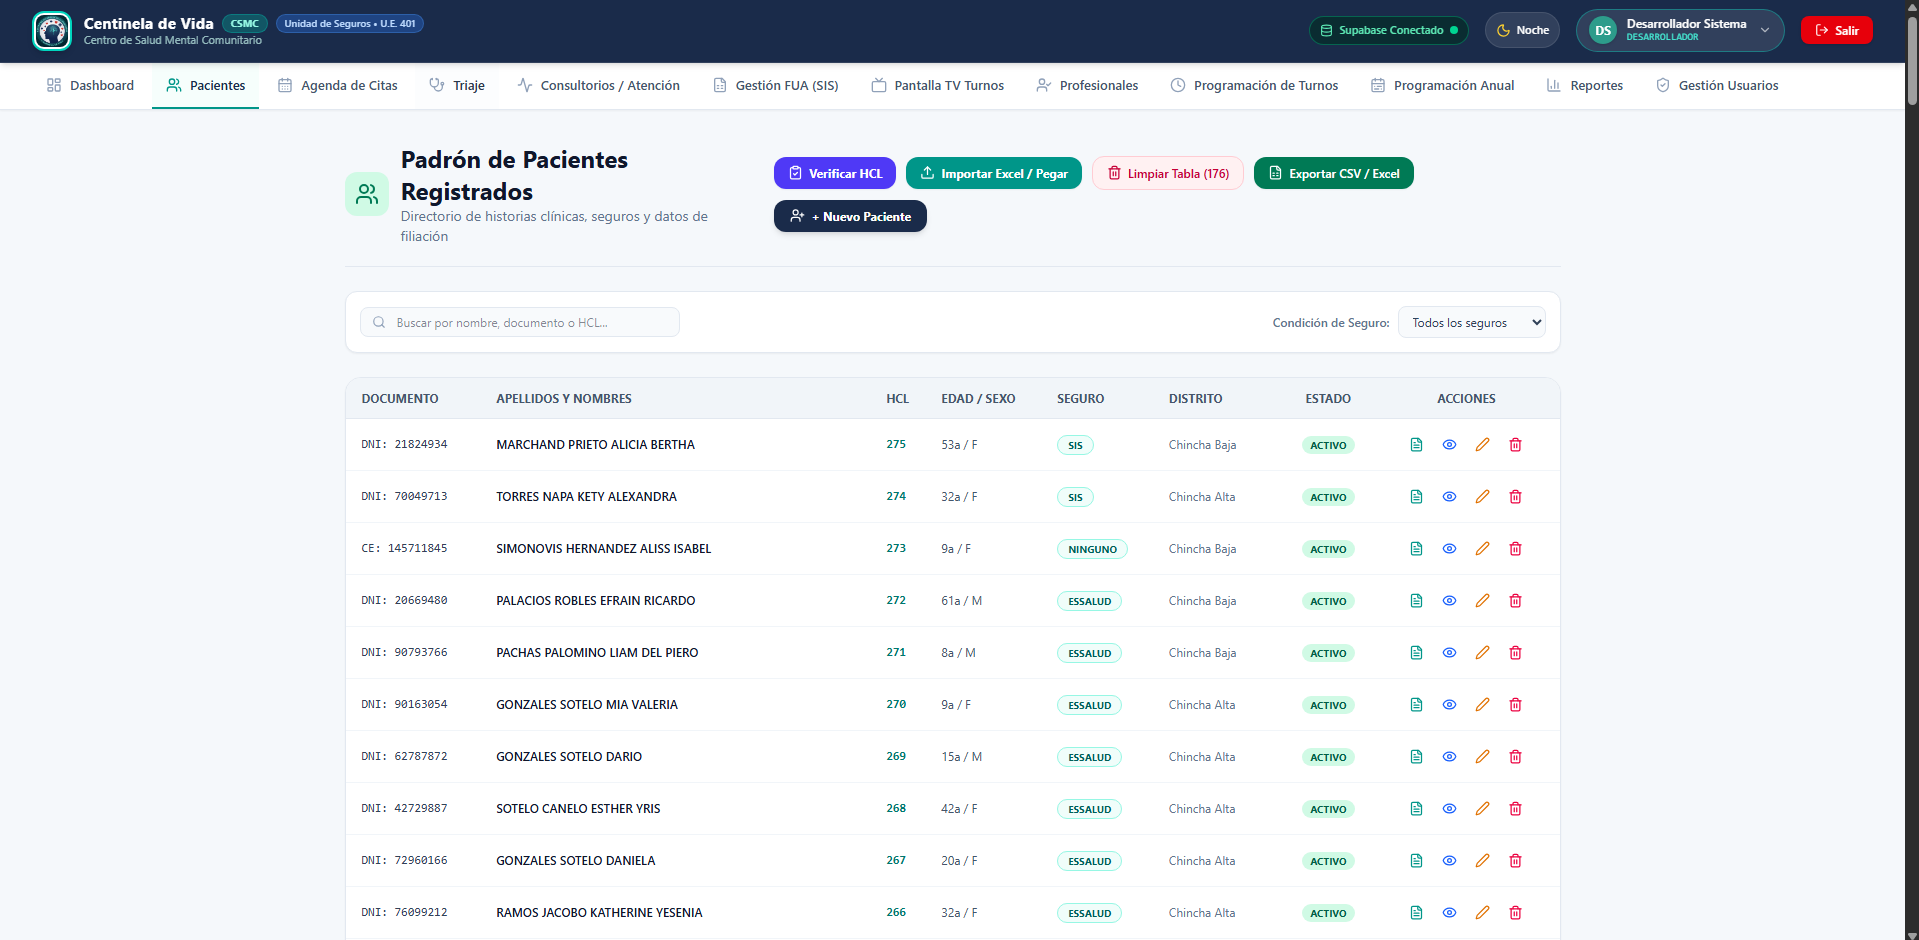 Centinela de Vida CSMC Unidad de Seguros • U.E. 401
Centro de Salud Mental Comunitario
Supabase Conectado
Noche
DS Desarrollador Sistema
DESARROLLADOR
Salir
Dashboard Pacientes Agenda de Citas Triaje Consultorios / Atención Gestión FUA (SIS) Pantalla TV Turnos Profesionales Programación de Turnos Programación Anual Reportes Gestión Usuarios
Padrón de Pacientes
Registrados
Directorio de historias clínicas, seguros y datos de
filiación
Verificar HCL Importar Excel / Pegar Limpiar Tabla (176) Exportar CSV / Excel
+ Nuevo Paciente
Buscar por nombre, documento o HCL... Condición de Seguro: Todos los seguros
DOCUMENTO APELLIDOS Y NOMBRES HCL EDAD / SEXO SEGURO DISTRITO ESTADO ACCIONES
DNI: 21824934 MARCHAND PRIETO ALICIA BERTHA 275 53a / F SIS Chincha Baja ACTIVO
DNI: 70049713 TORRES NAPA KETY ALEXANDRA 274 32a / F SIS Chincha Alta ACTIVO
CE: 145711845 SIMONOVIS HERNANDEZ ALISS ISABEL 273 9a / F NINGUNO Chincha Baja ACTIVO
DNI: 20669480 PALACIOS ROBLES EFRAIN RICARDO 272 61a / M ESSALUD Chincha Baja ACTIVO
DNI: 90793766 PACHAS PALOMINO LIAM DEL PIERO 271 8a / M ESSALUD Chincha Baja ACTIVO
DNI: 90163054 GONZALES SOTELO MIA VALERIA 270 9a / F ESSALUD Chincha Alta ACTIVO
DNI: 62787872 GONZALES SOTELO DARIO 269 15a / M ESSALUD Chincha Alta ACTIVO
DNI: 42729887 SOTELO CANELO ESTHER YRIS 268 42a / F ESSALUD Chincha Alta ACTIVO
DNI: 72960166 GONZALES SOTELO DANIELA 267 20a / F ESSALUD Chincha Alta ACTIVO
DNI: 76099212 RAMOS JACOBO KATHERINE YESENIA 266 32a / F ESSALUD Chincha Alta ACTIVO